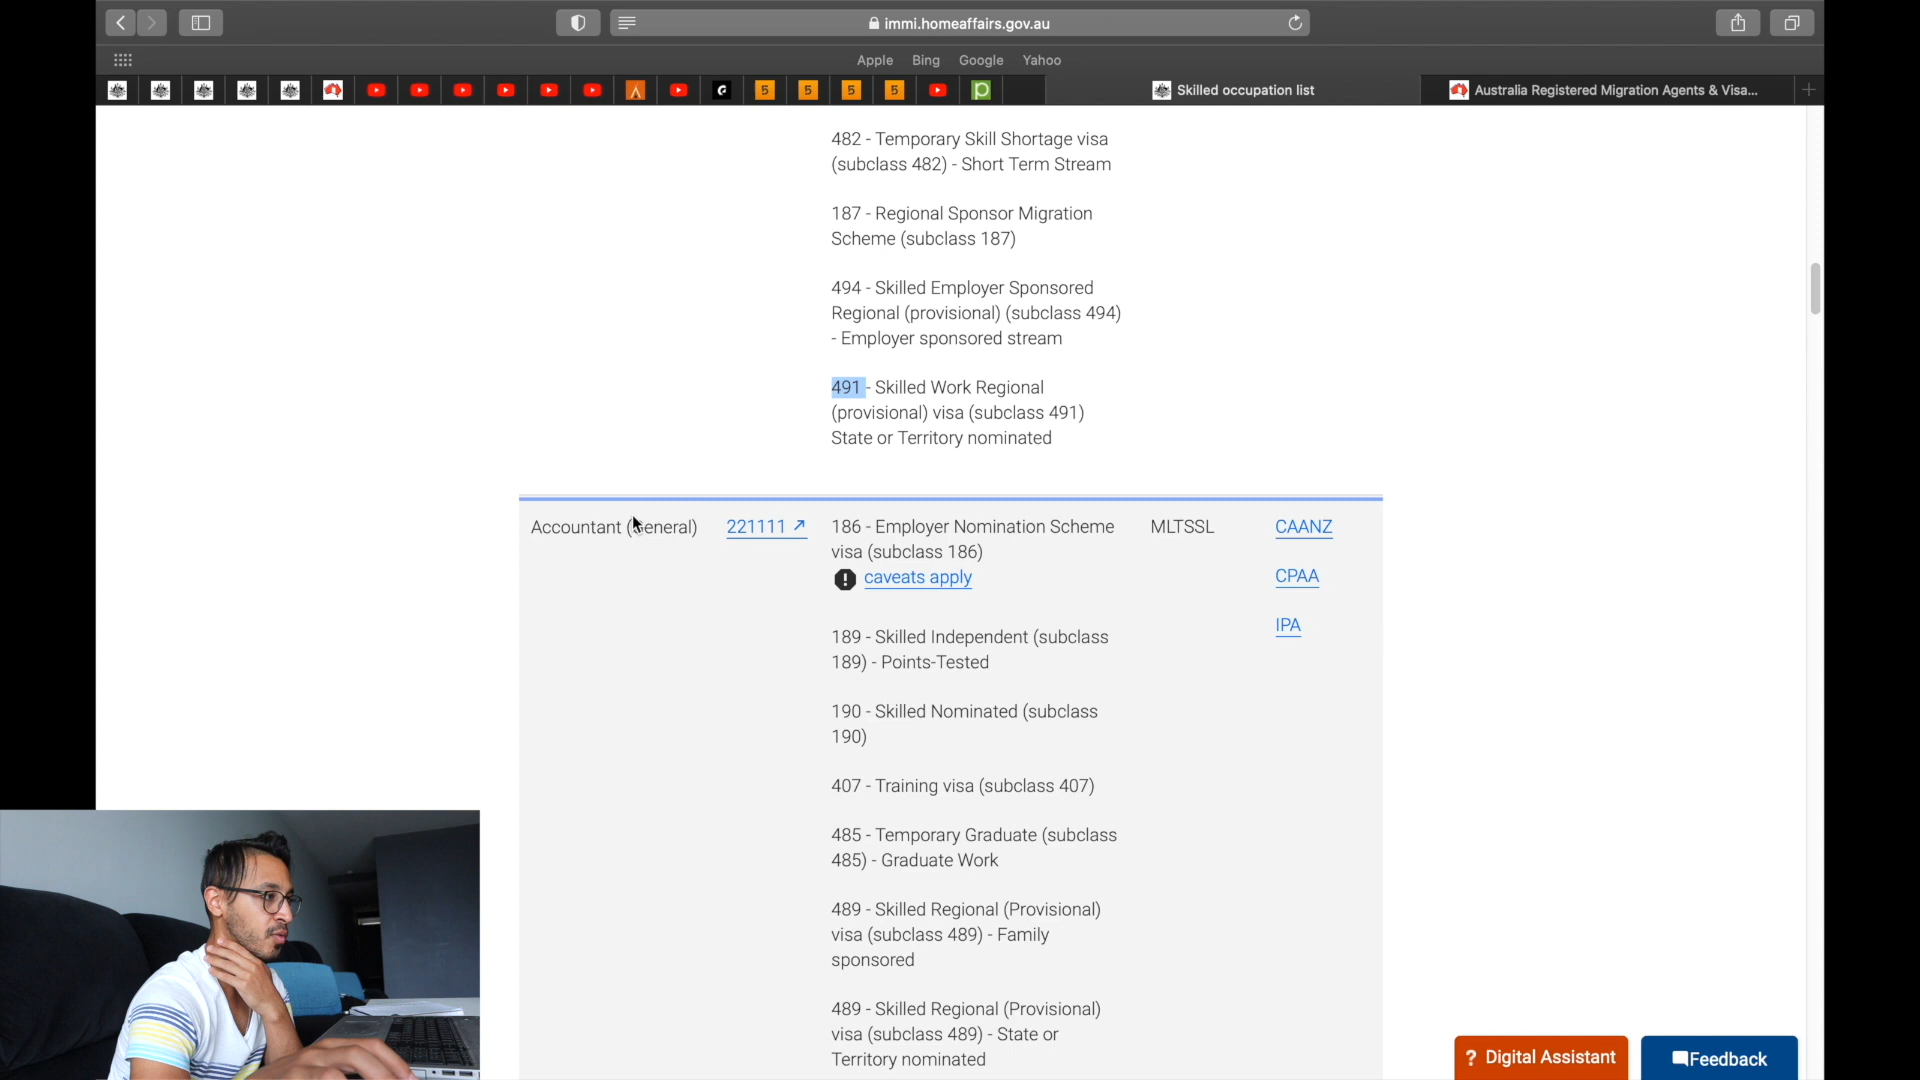 immi.homeaffairs.gov.au
Apple Bing Google Yahoo
5 5 5 5 Skilled occupation list Australia Registered Migration Agents & Visa...
482 - Temporary Skill Shortage visa
(subclass 482) - Short Term Stream
187 - Regional Sponsor Migration
Scheme (subclass 187)
494 - Skilled Employer Sponsored
Regional (provisional) (subclass 494)
- Employer sponsored stream
491 - Skilled Work Regional
(provisional) visa (subclass 491)
State or Territory nominated
Accountant (General) 221111 186 - Employer Nomination Scheme MLTSSL CAANZ
visa (subclass 186)
caveats apply
CPAA
IPA
189 - Skilled Independent (subclass
189) - Points-Tested
190 - Skilled Nominated (subclass
190)
407 - Training visa (subclass 407)
485 - Temporary Graduate (subclass
485) - Graduate Work
489 - Skilled Regional (Provisional)
visa (subclass 489) - Family
sponsored
489 - Skilled Regional (Provisional)
visa (subclass 489) - State or
Territory nominated
? Digital Assistant
Feedback